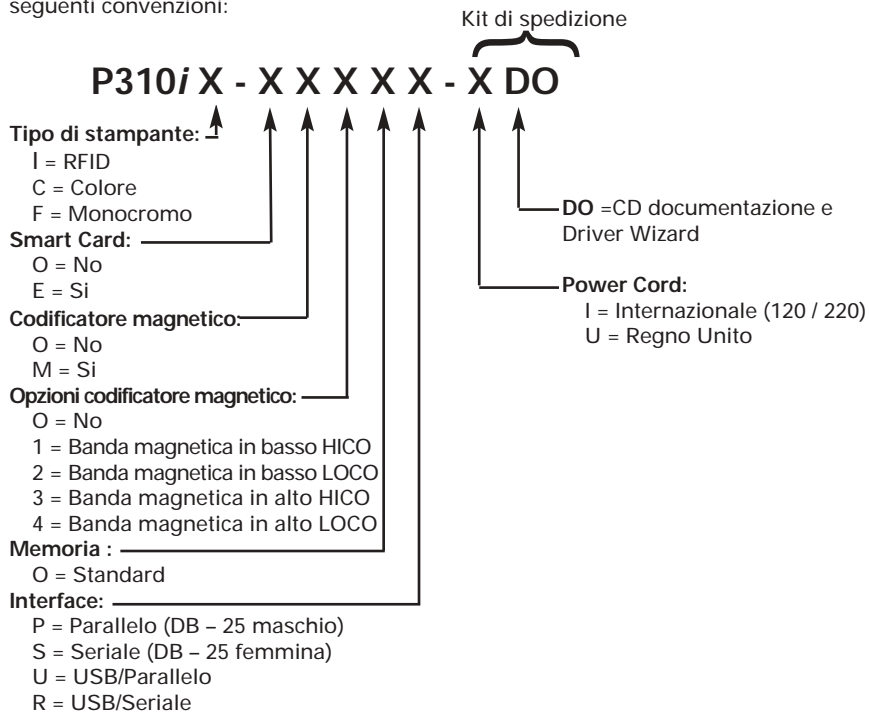 seguenti convenzioni:
Kit di spedizione
P310i X - X X X X X - X DO
Tipo di stampante:
I = RFID
C = Colore
F = Monocromo
Smart Card:
O = No
E = Si
Codificatore magnetico:
O = No
M = Si
Opzioni codificatore magnetico:
O = No
1 = Banda magnetica in basso HICO
2 = Banda magnetica in basso LOCO
3 = Banda magnetica in alto HICO
4 = Banda magnetica in alto LOCO
Memoria :
O = Standard
Interface:
P = Parallelo (DB – 25 maschio)
S = Seriale (DB – 25 femmina)
U = USB/Parallelo
R = USB/Seriale
DO =CD documentazione e
Driver Wizard
Power Cord:
I = Internazionale (120 / 220)
U = Regno Unito